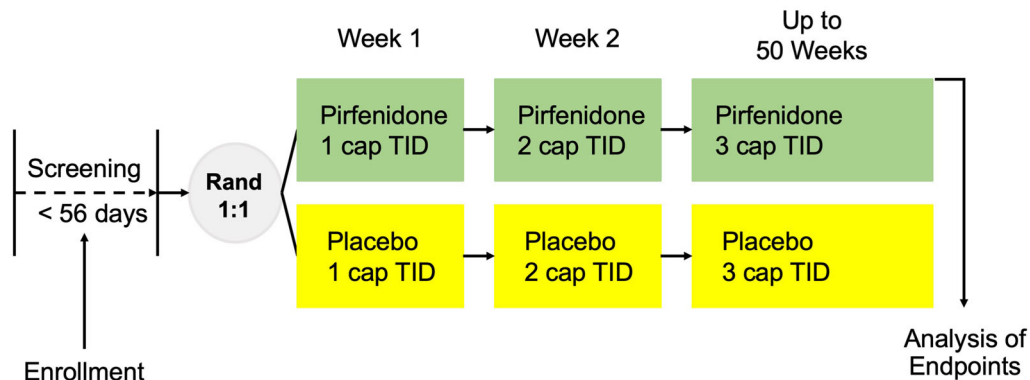 Week 1
Week 2
Up to
50 Weeks
Screening
< 56 days
Enrollment
Rand
1:1
Pirfenidone
1 cap TID
Pirfenidone
2 cap TID
Pirfenidone
3 cap TID
Placebo
1 cap TID
Placebo
2 cap TID
Placebo
3 cap TID
Analysis of
Endpoints